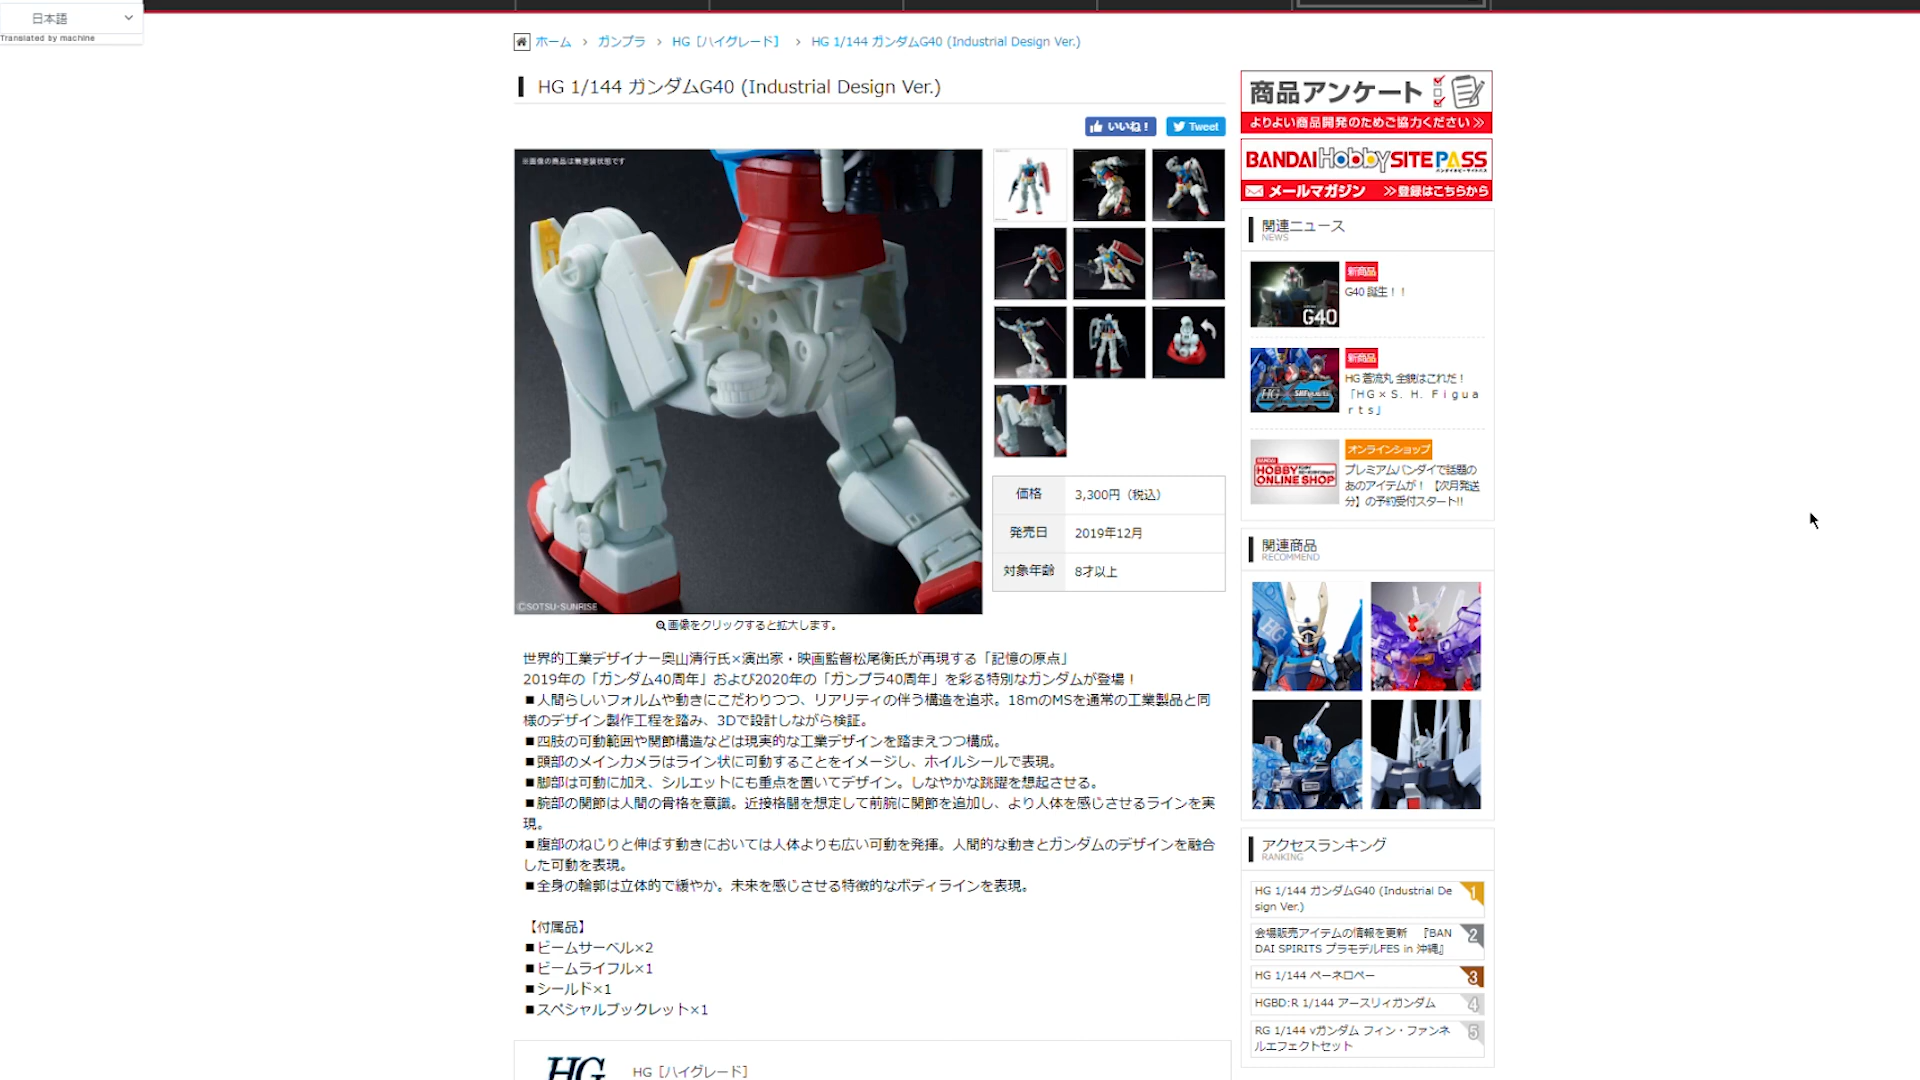 日本語
Translated by machine
ホーム › ガンプラ › HG［ハイグレード］ › HG 1/144 ガンダムG40 (Industrial Design Ver.)
HG 1/144 ガンダムG40 (Industrial Design Ver.)
いいね！ Tweet
※画像の商品は無塗装状態です
©SOTSU·SUNRISE
画像をクリックすると拡大します。
価格 3,300円（税込）
発売日 2019年12月
対象年齢 8才以上
世界的工業デザイナー奥山清行氏×演出家・映画監督松尾衡氏が再現する「記憶の原点」
2019年の「ガンダム40周年」および2020年の「ガンプラ40周年」を彩る特別なガンダムが登場！
■人間らしいフォルムや動きにこだわりつつ、リアリティの伴う構造を追求。18mのMSを通常の工業製品と同
様のデザイン製作工程を踏み、3Dで設計しながら検証。
■四肢の可動範囲や関節構造などは現実的な工業デザインを踏まえつつ構成。
■頭部のメインカメラはライン状に可動することをイメージし、ホイルシールで表現。
■脚部は可動に加え、シルエットにも重点を置いてデザイン。しなやかな跳躍を想起させる。
■腕部の関節は人間の骨格を意識。近接格闘を想定して前腕に関節を追加し、より人体を感じさせるラインを実
現。
■腹部のねじりと伸ばす動きにおいては人体よりも広い可動を発揮。人間的な動きとガンダムのデザインを融合
した可動を表現。
■全身の輪郭は立体的で緩やか。未来を感じさせる特徴的なボディラインを表現。
【付属品】
■ビームサーベル×2
■ビームライフル×1
■シールド×1
■スペシャルブックレット×1
HG HG［ハイグレード］
商品アンケート
よりよい商品開発のためご協力ください ≫
BANDAI Hobby SITE PASS
バンダイホビーサイトパス
メールマガジン ≫登録はこちらから
関連ニュース
NEWS
新商品
G40 誕生！！
G40
新商品
HG 蒼流丸 全貌はこれだ！
「HG×S．H．Figua
rts」
オンラインショップ
プレミアムバンダイで話題の
あのアイテムが！【次月発送
分】の予約受付スタート!!
BANDAI
HOBBY
ONLINE SHOP
関連商品
RECOMMEND
HG
アクセスランキング
RANKING
HG 1/144 ガンダムG40 (Industrial De
sign Ver.)
1
会場販売アイテムの情報を更新　『BAN
DAI SPIRITS プラモデルFES in 沖縄』
2
HG 1/144 ペーネロペー
3
HGBD:R 1/144 アースリィガンダム
4
RG 1/144 νガンダム フィン・ファンネ
ルエフェクトセット
5